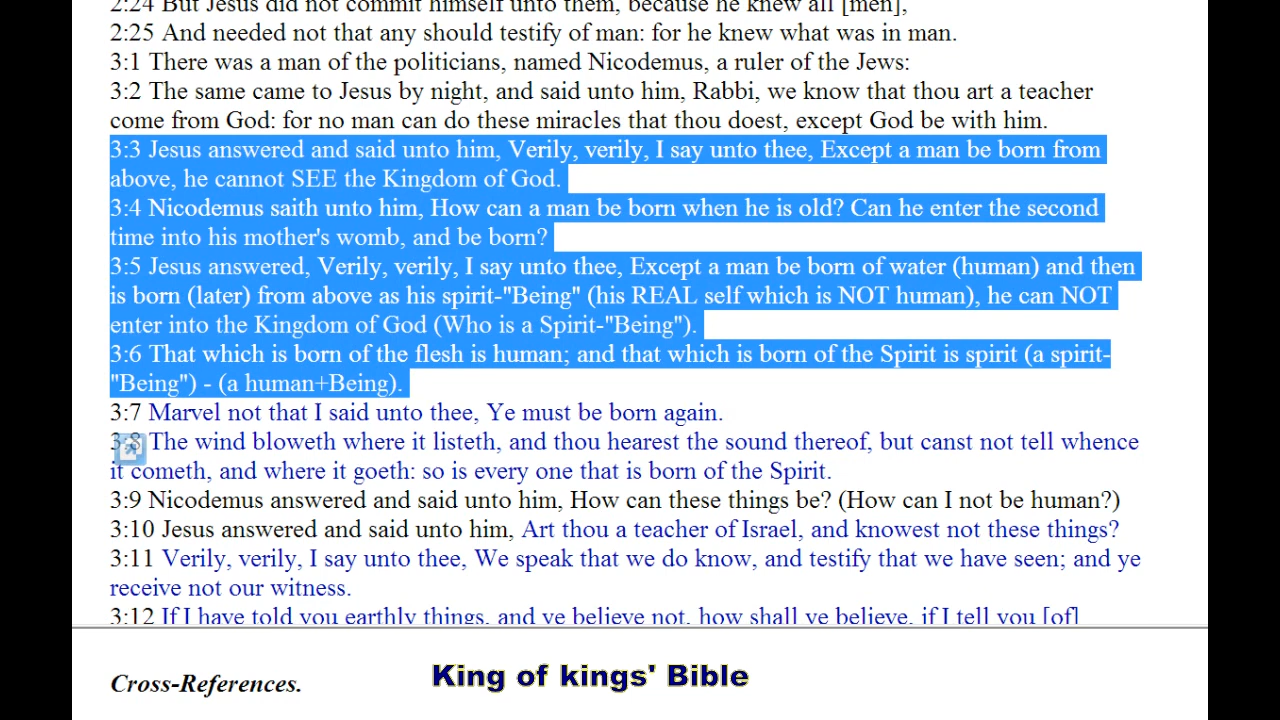 2:24 But Jesus did not commit himself unto them, because he knew all [men],
2:25 And needed not that any should testify of man: for he knew what was in man.
3:1 There was a man of the politicians, named Nicodemus, a ruler of the Jews:
3:2 The same came to Jesus by night, and said unto him, Rabbi, we know that thou art a teacher
come from God: for no man can do these miracles that thou doest, except God be with him.
3:3 Jesus answered and said unto him, Verily, verily, I say unto thee, Except a man be born from
above, he cannot SEE the Kingdom of God.
3:4 Nicodemus saith unto him, How can a man be born when he is old? Can he enter the second
time into his mother's womb, and be born?
3:5 Jesus answered, Verily, verily, I say unto thee, Except a man be born of water (human) and then
is born (later) from above as his spirit-"Being" (his REAL self which is NOT human), he can NOT
enter into the Kingdom of God (Who is a Spirit-"Being").
3:6 That which is born of the flesh is human; and that which is born of the Spirit is spirit (a spirit-
"Being") - (a human+Being).
3:7 Marvel not that I said unto thee, Ye must be born again.
3:8 The wind bloweth where it listeth, and thou hearest the sound thereof, but canst not tell whence
it cometh, and where it goeth: so is every one that is born of the Spirit.
3:9 Nicodemus answered and said unto him, How can these things be? (How can I not be human?)
3:10 Jesus answered and said unto him, Art thou a teacher of Israel, and knowest not these things?
3:11 Verily, verily, I say unto thee, We speak that we do know, and testify that we have seen; and ye
receive not our witness.
3:12 If I have told you earthly things, and ye believe not, how shall ye believe, if I tell you [of]
Cross-References.
King of kings' Bible